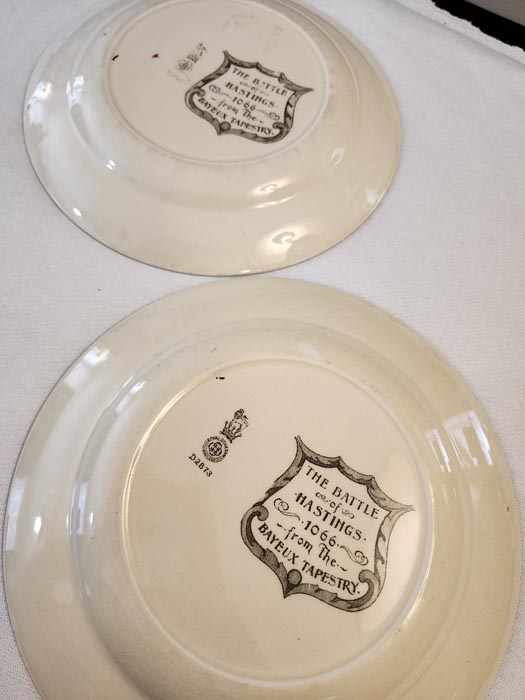 THE BATTLE
of
HASTINGS.
1066
from The
BAYEUX TAPESTRY.
D2873
THE BATTLE
of
HASTINGS.
1066.
from The
BAYEUX TAPESTRY.